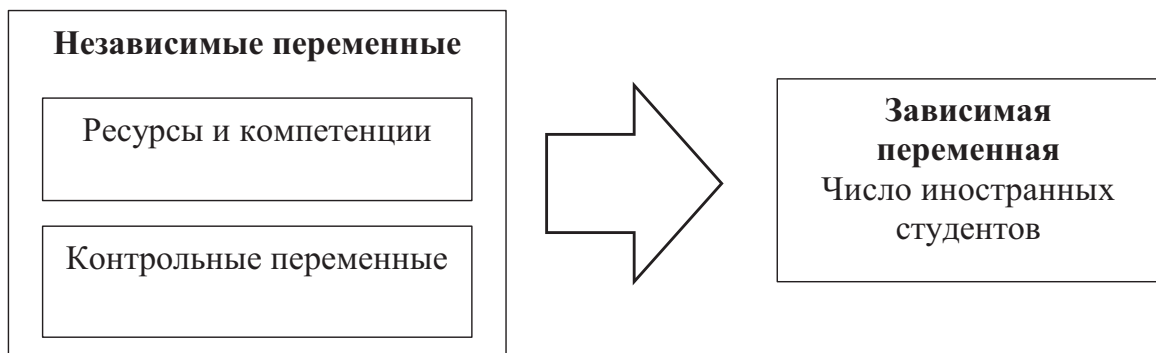 Независимые переменные
Ресурсы и компетенции
Контрольные переменные
Зависимая
переменная
Число иностранных
студентов